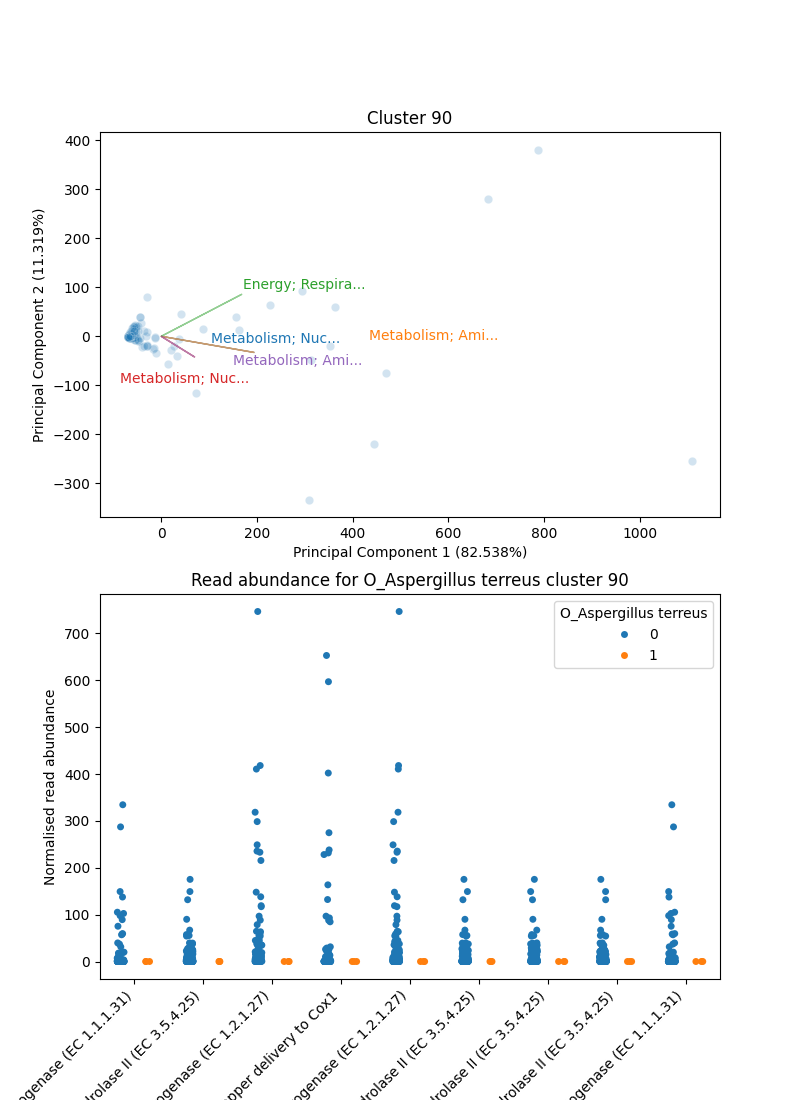 Cluster 90
400
300
200
100
0
−100
−200
−300
Principal Component 2 (11.319%)
Energy; Respira...
Metabolism; Nuc...
Metabolism; Ami...
Metabolism; Ami...
Metabolism; Nuc...
0 200 400 600 800 1000
Principal Component 1 (82.538%)
Read abundance for O_Aspergillus terreus cluster 90
700
600
500
400
300
200
100
0
Normalised read abundance
O_Aspergillus terreus
0
1
ogenase (EC 1.1.1.31)
drolase II (EC 3.5.4.25)
ogenase (EC 1.2.1.27)
pper delivery to Cox1
ogenase (EC 1.2.1.27)
drolase II (EC 3.5.4.25)
drolase II (EC 3.5.4.25)
drolase II (EC 3.5.4.25)
ogenase (EC 1.1.1.31)